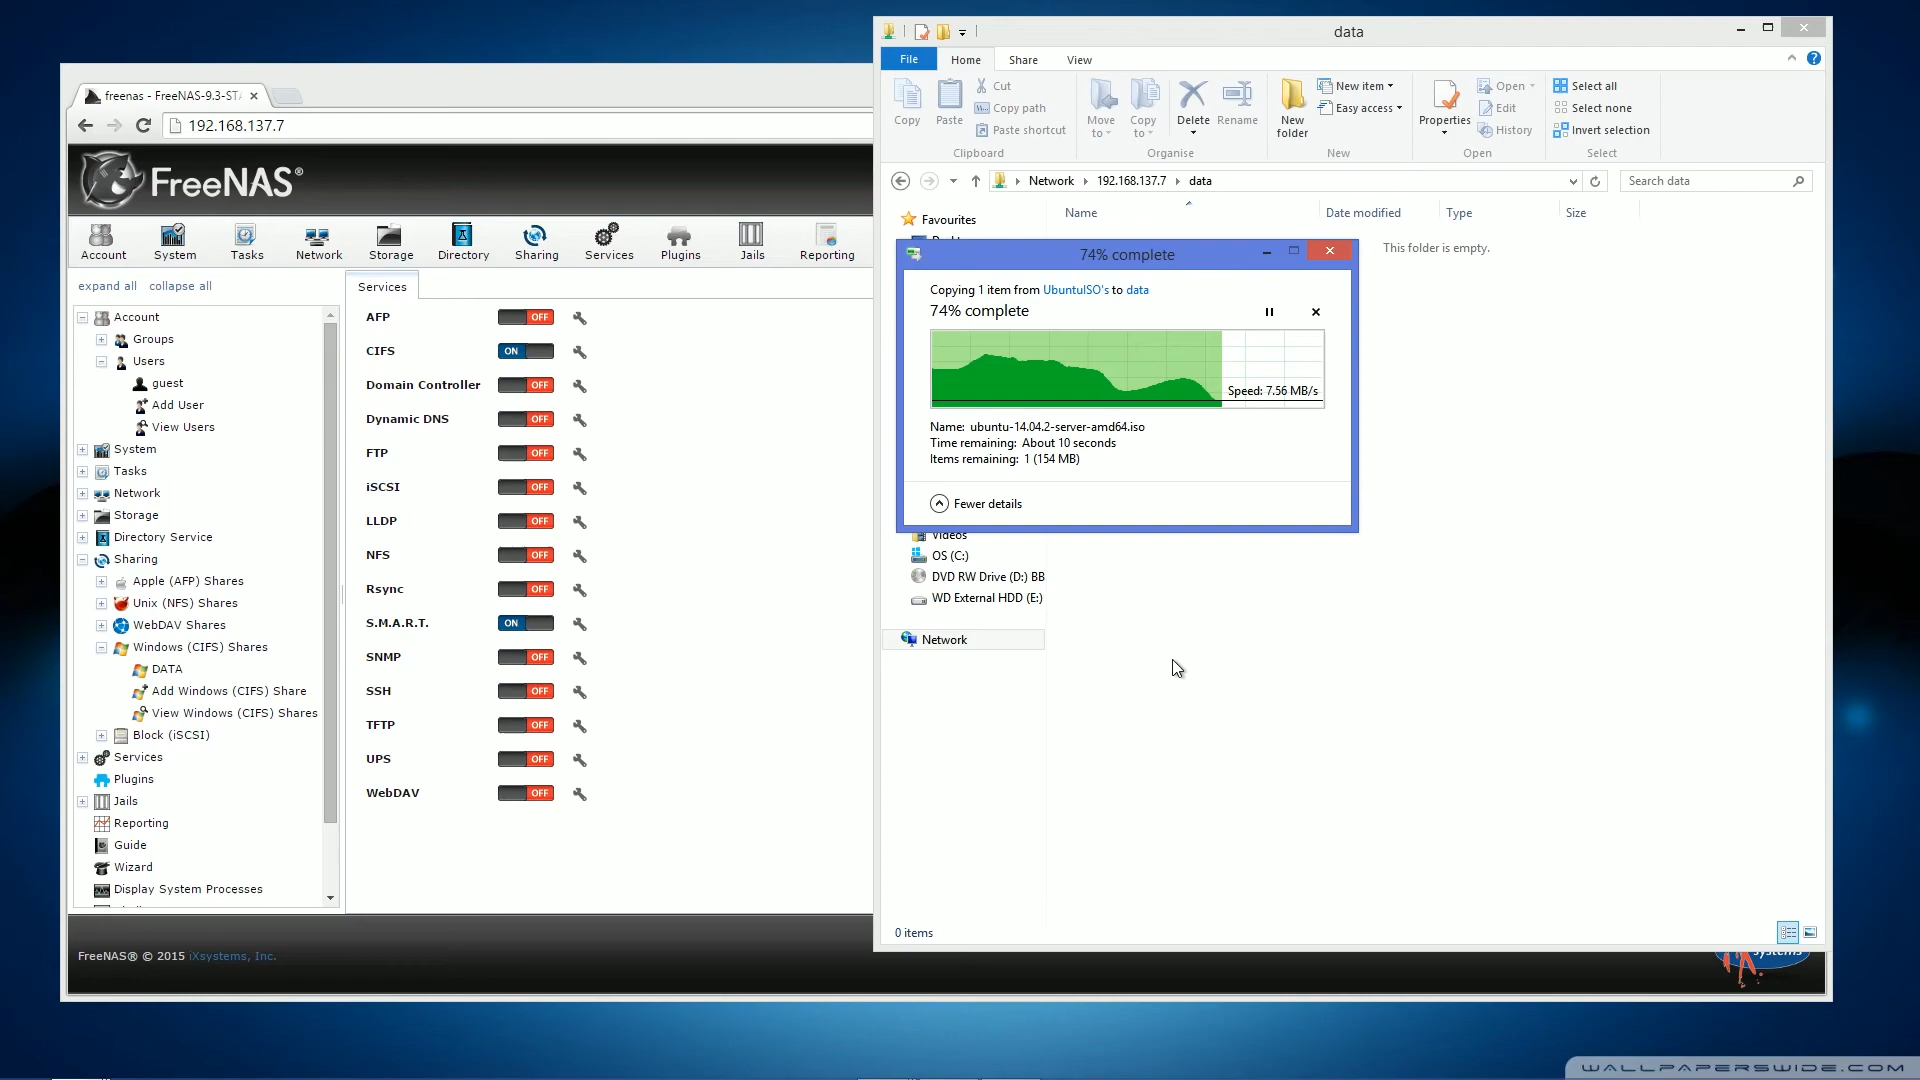 freenas - FreeNAS-9.3-STA
192.168.137.7
FreeNAS®
Account
System
Tasks
Network
Storage
Directory
Sharing
Services
Plugins
Jails
Reporting
expand all
collapse all
Account
Groups
Users
guest
Add User
View Users
System
Tasks
Network
Storage
Directory Service
Sharing
Apple (AFP) Shares
Unix (NFS) Shares
WebDAV Shares
Windows (CIFS) Shares
DATA
Add Windows (CIFS) Share
View Windows (CIFS) Shares
Block (iSCSI)
Services
Plugins
Jails
Reporting
Guide
Wizard
Display System Processes
Services
AFP OFF
CIFS ON
Domain Controller OFF
Dynamic DNS OFF
FTP OFF
iSCSI OFF
LLDP OFF
NFS OFF
Rsync OFF
S.M.A.R.T. ON
SNMP OFF
SSH OFF
TFTP OFF
UPS OFF
WebDAV OFF
FreeNAS® © 2015 iXsystems, Inc.
data
File
Home
Share
View
Copy
Paste
Cut
Copy path
Paste shortcut
Clipboard
Move to
Copy to
Delete
Rename
Organise
New folder
New item
Easy access
New
Properties
Open
Edit
History
Open
Select all
Select none
Invert selection
Select
Network
192.168.137.7
data
Search data
Name
Date modified
Type
Size
Favourites
This folder is empty.
74% complete
Copying 1 item from UbuntuISO's to data
74% complete
Speed: 7.56 MB/s
Name: ubuntu-14.04.2-server-amd64.iso
Time remaining: About 10 seconds
Items remaining: 1 (154 MB)
Fewer details
Videos
OS (C:)
DVD RW Drive (D:) BB
WD External HDD (E:)
Network
0 items
systems
WALLPAPERSWIDE.COM